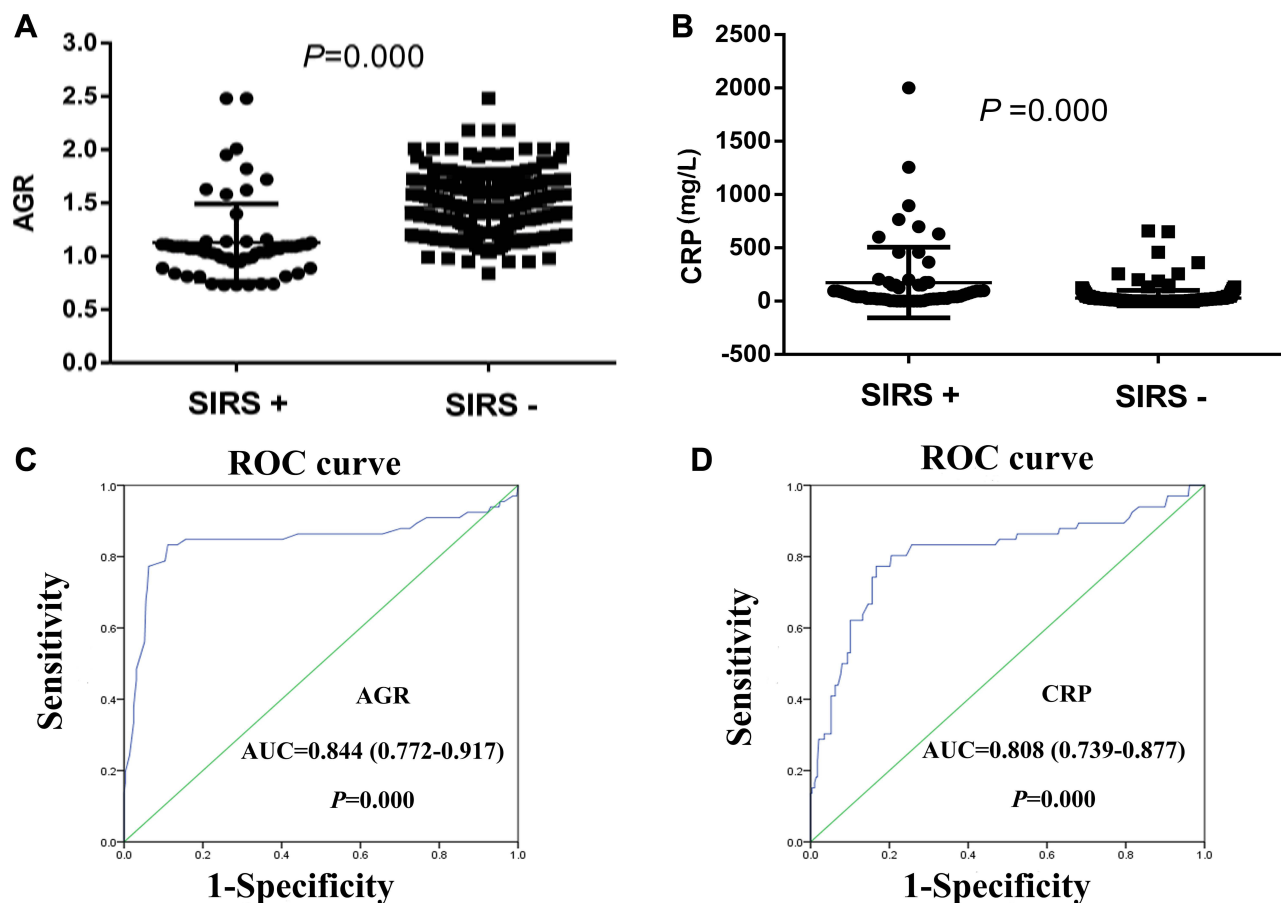 A
P=0.000
AGR
3.0
2.5
2.0
1.5
1.0
0.5
0.0
SIRS +
SIRS -
B
P =0.000
CRP (mg/L)
2500
2000
1500
1000
500
0
-500
SIRS +
SIRS -
C
ROC curve
Sensitivity
1.0
0.8
0.6
0.4
0.2
0.0
AGR
AUC=0.844 (0.772-0.917)
P=0.000
0.0 0.2 0.4 0.6 0.8 1.0
1-Specificity
D
ROC curve
Sensitivity
1.0
0.8
0.6
0.4
0.2
0.0
CRP
AUC=0.808 (0.739-0.877)
P=0.000
0.0 0.2 0.4 0.6 0.8 1.0
1-Specificity